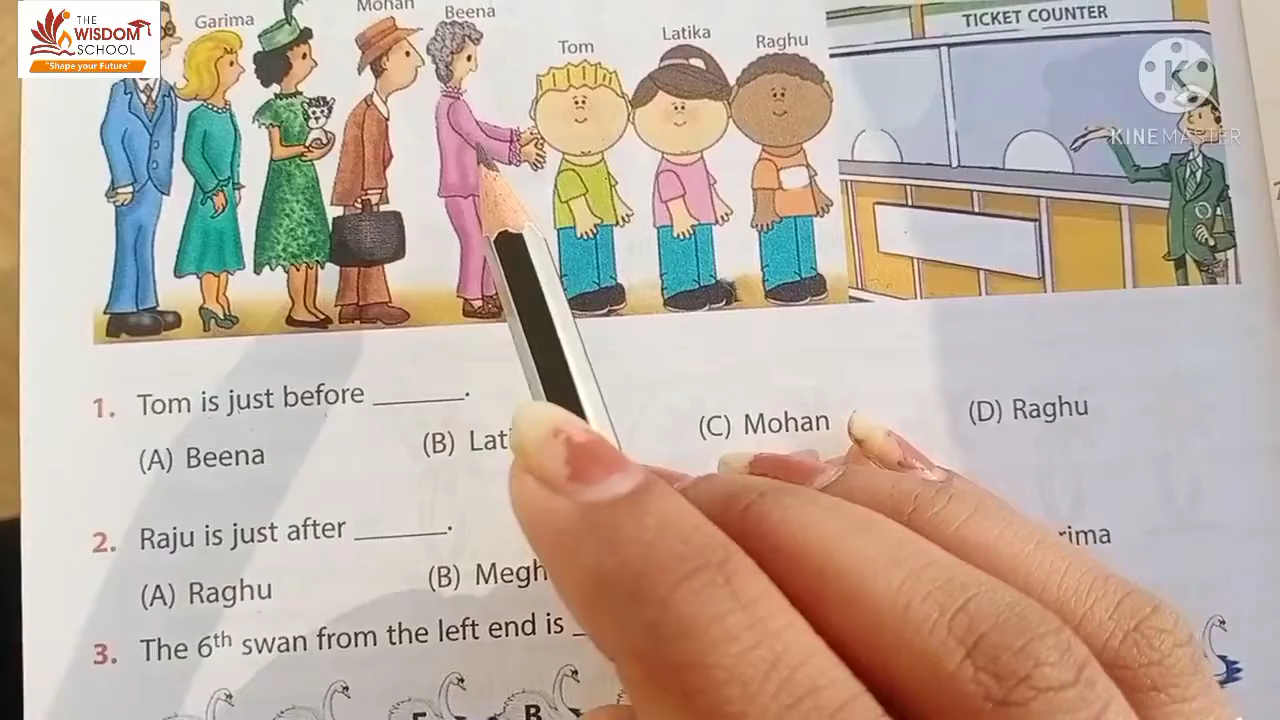 THE
WISDOM
SCHOOL
"Shape your Future"
Garima
Mohan
Beena
Tom
Latika
Raghu
TICKET COUNTER
KINEMASTER
1. Tom is just before ______.
(A) Beena (B) Lati (C) Mohan (D) Raghu
2. Raju is just after ______.
(A) Raghu (B) Megh rima
3. The 6th swan from the left end is
E B